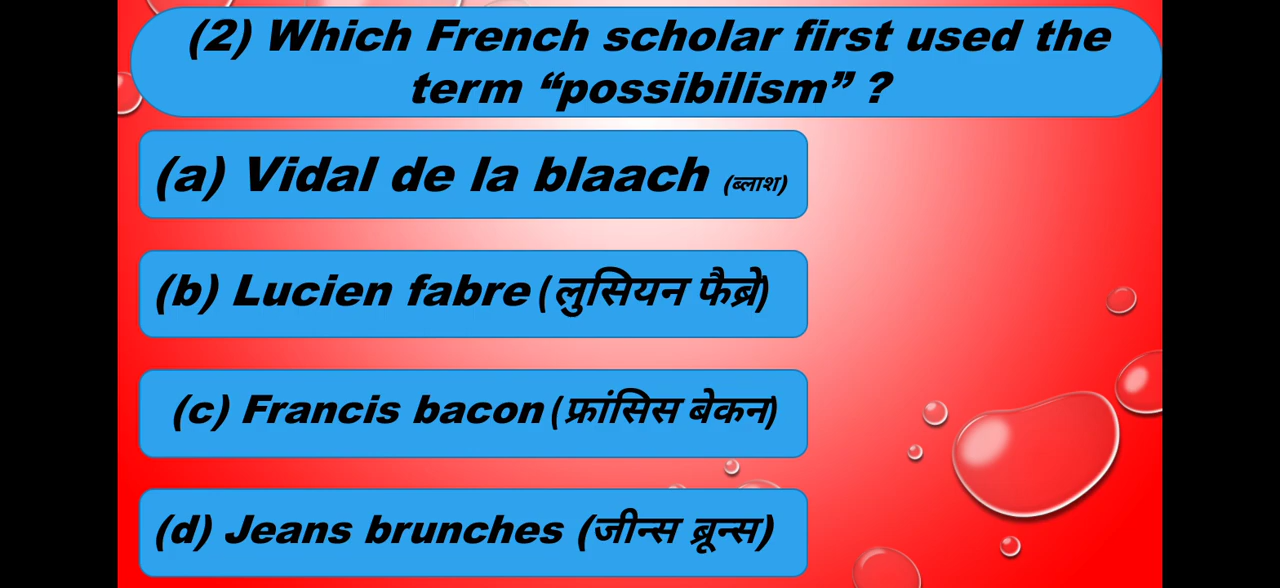 (2) Which French scholar first used the
term “possibilism” ?
(a) Vidal de la blaach (ब्लाश)
(b) Lucien fabre (लुसियन फैब्रे)
(c) Francis bacon (फ्रांसिस बेकन)
(d) Jeans brunches (जीन्स ब्रून्स)